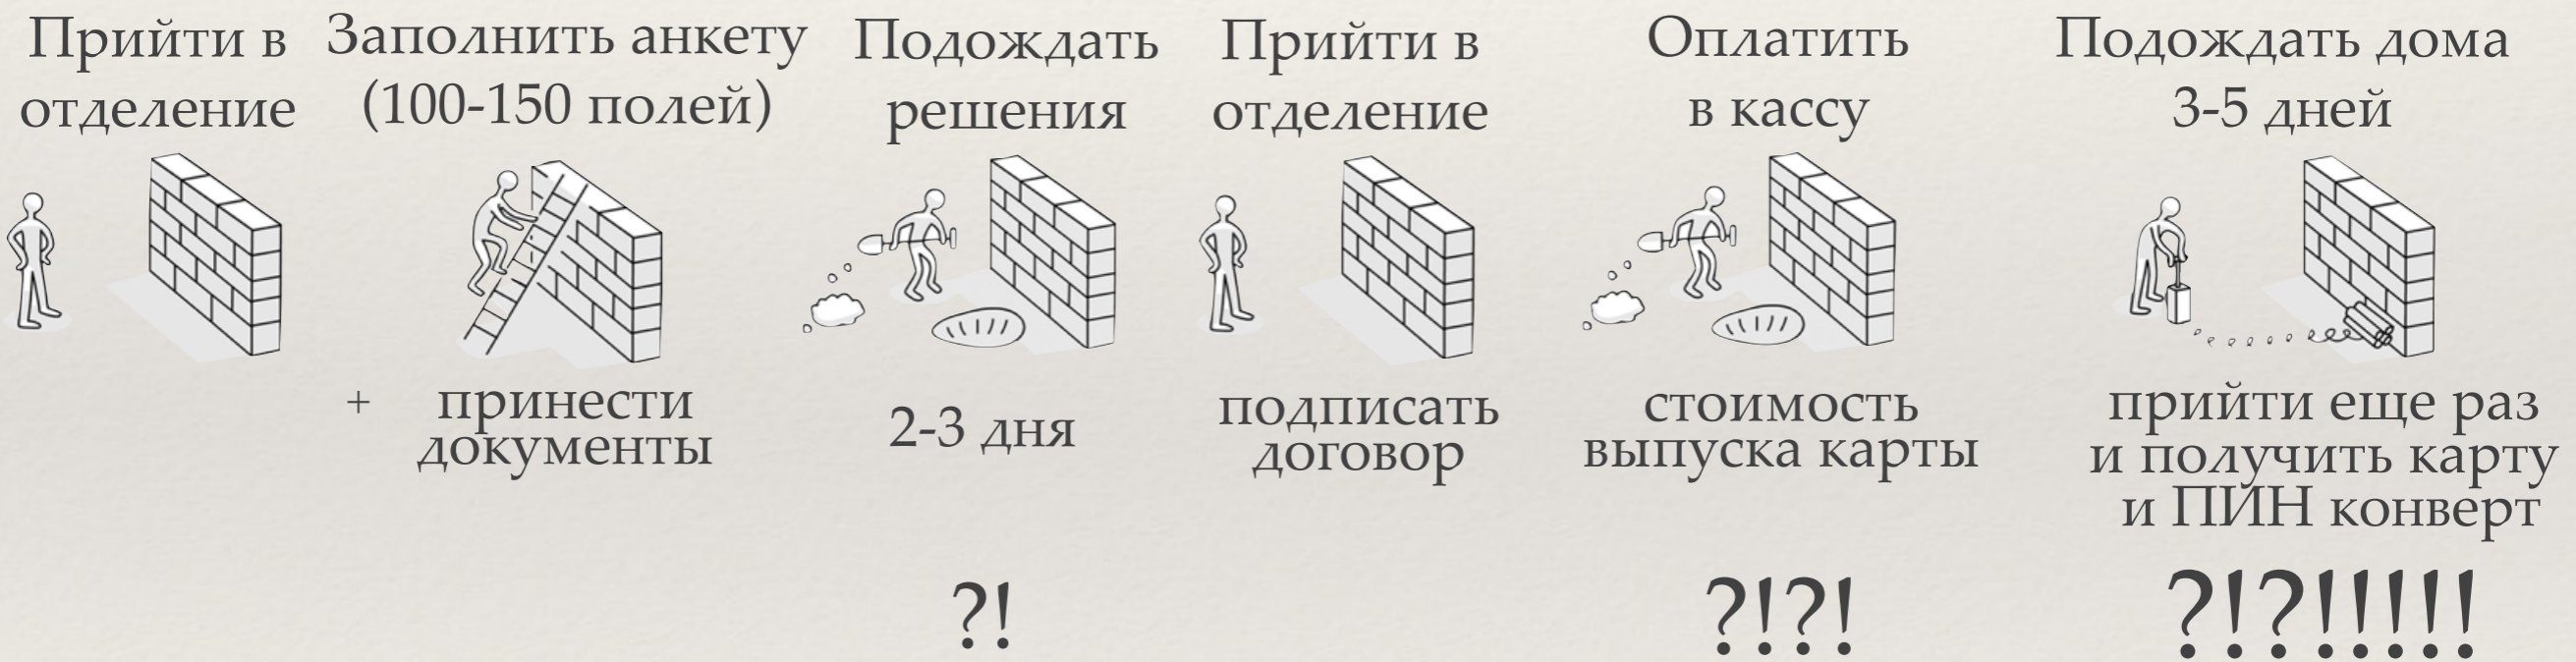 Прийти в
отделение
Заполнить анкету
(100-150 полей)
+ принести
документы
Подождать
решения
2-3 дня
?!
Прийти в
отделение
подписать
договор
Оплатить
в кассу
стоимость
выпуска карты
?!?!
Подождать дома
3-5 дней
прийти еще раз
и получить карту
и ПИН конверт
?!?!!!!!